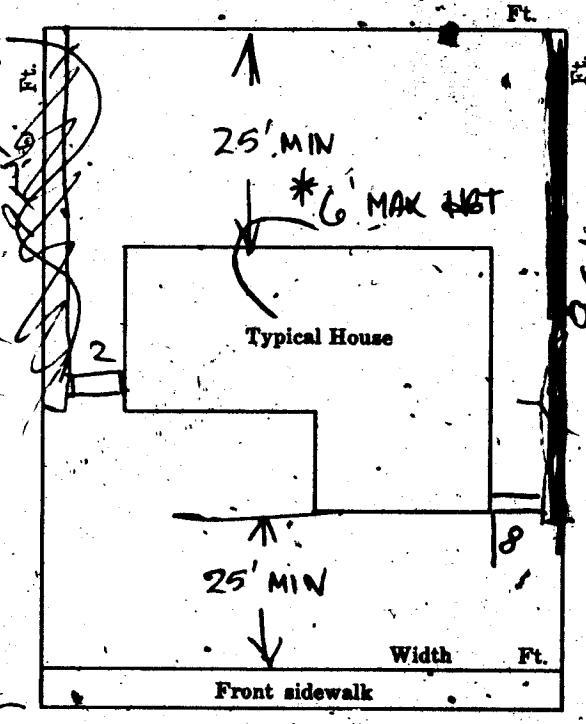 Ft.
Ft.
Ft.
25' MIN
* 6' MAX HGT
Typical House
2
8
25' MIN
Width Ft.
Front sidewalk